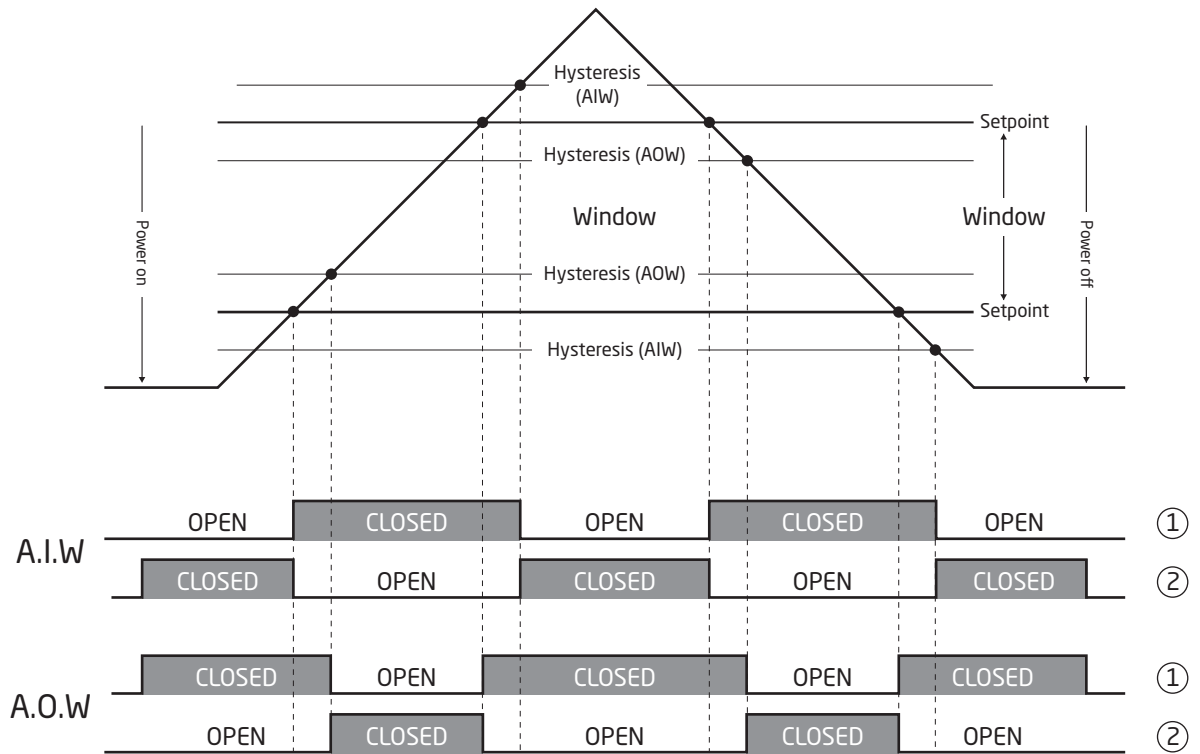 Hysteresis
(AIW)
Setpoint
Hysteresis (AOW)
Power on
Window
Window
Power off
Hysteresis (AOW)
Setpoint
Hysteresis (AIW)
A.I.W
OPEN CLOSED OPEN CLOSED OPEN ①
CLOSED OPEN CLOSED OPEN CLOSED ②
A.O.W
CLOSED OPEN CLOSED OPEN CLOSED ①
OPEN CLOSED OPEN CLOSED OPEN ②